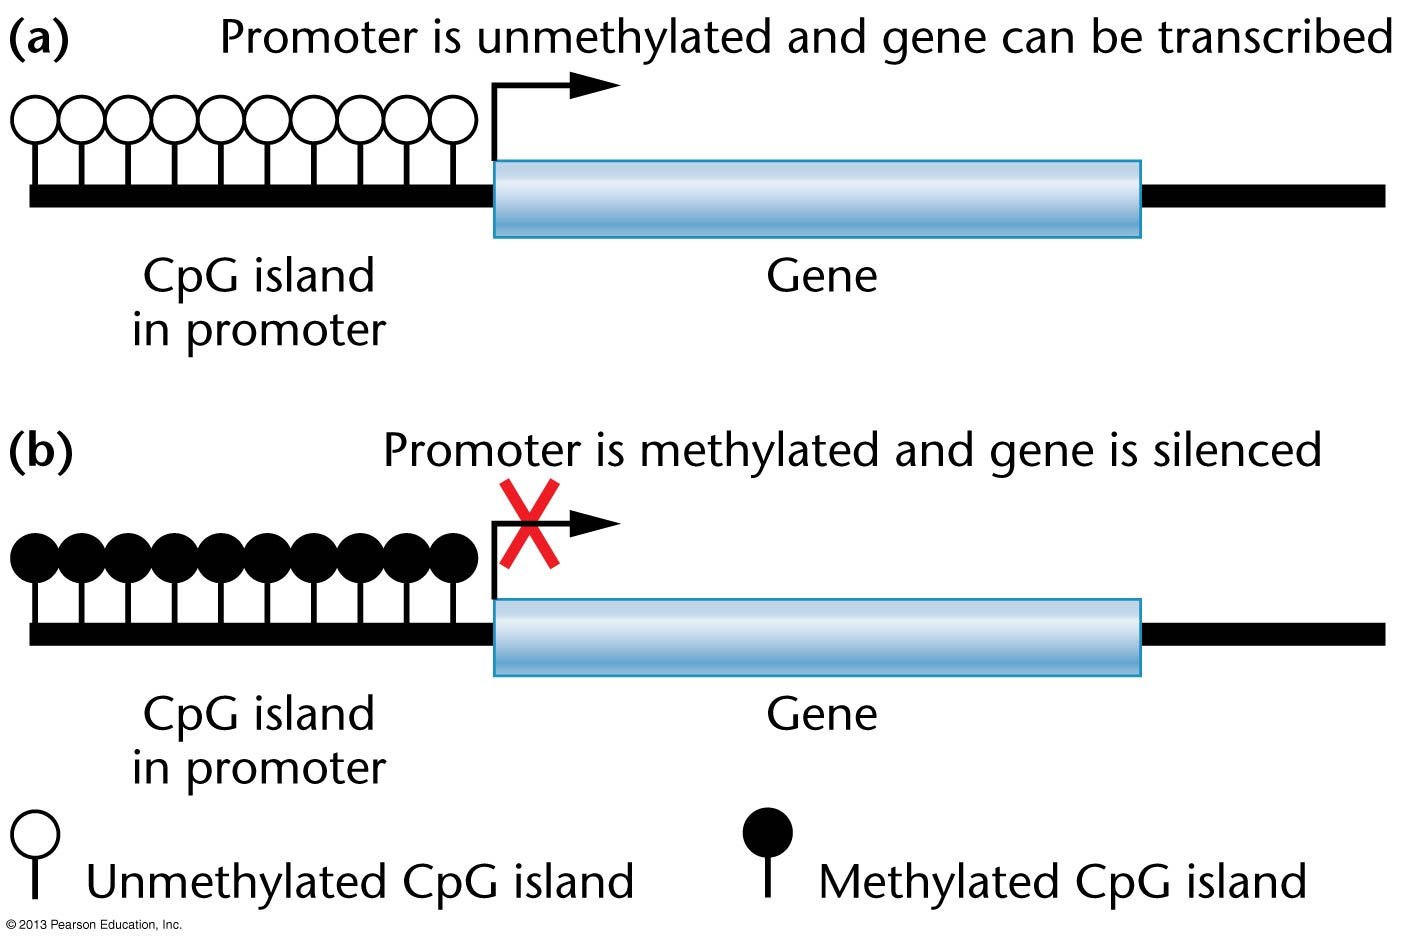 (a) Promoter is unmethylated and gene can be transcribed
CpG island
in promoter
Gene
(b) Promoter is methylated and gene is silenced
CpG island
in promoter
Gene
Unmethylated CpG island
Methylated CpG island
© 2013 Pearson Education, Inc.